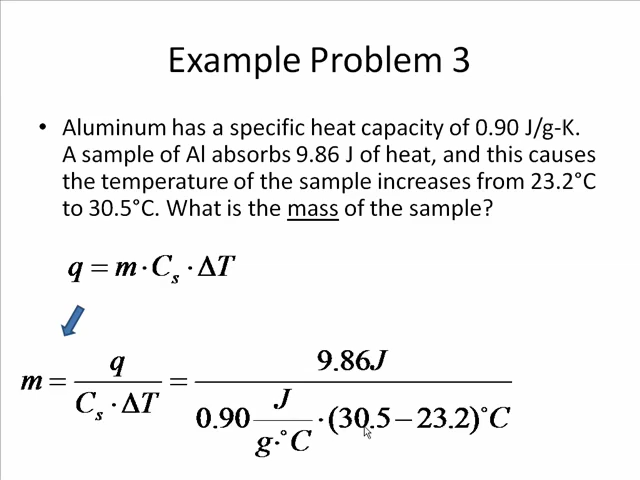 Example Problem 3
• Aluminum has a specific heat capacity of 0.90 J/g-K.
A sample of Al absorbs 9.86 J of heat, and this causes
the temperature of the sample increases from 23.2°C
to 30.5°C. What is the mass of the sample?
q = m · Cₛ · ΔT
m = q / (Cₛ · ΔT) = 9.86J / (0.90 J/(g·°C) · (30.5 − 23.2)°C)